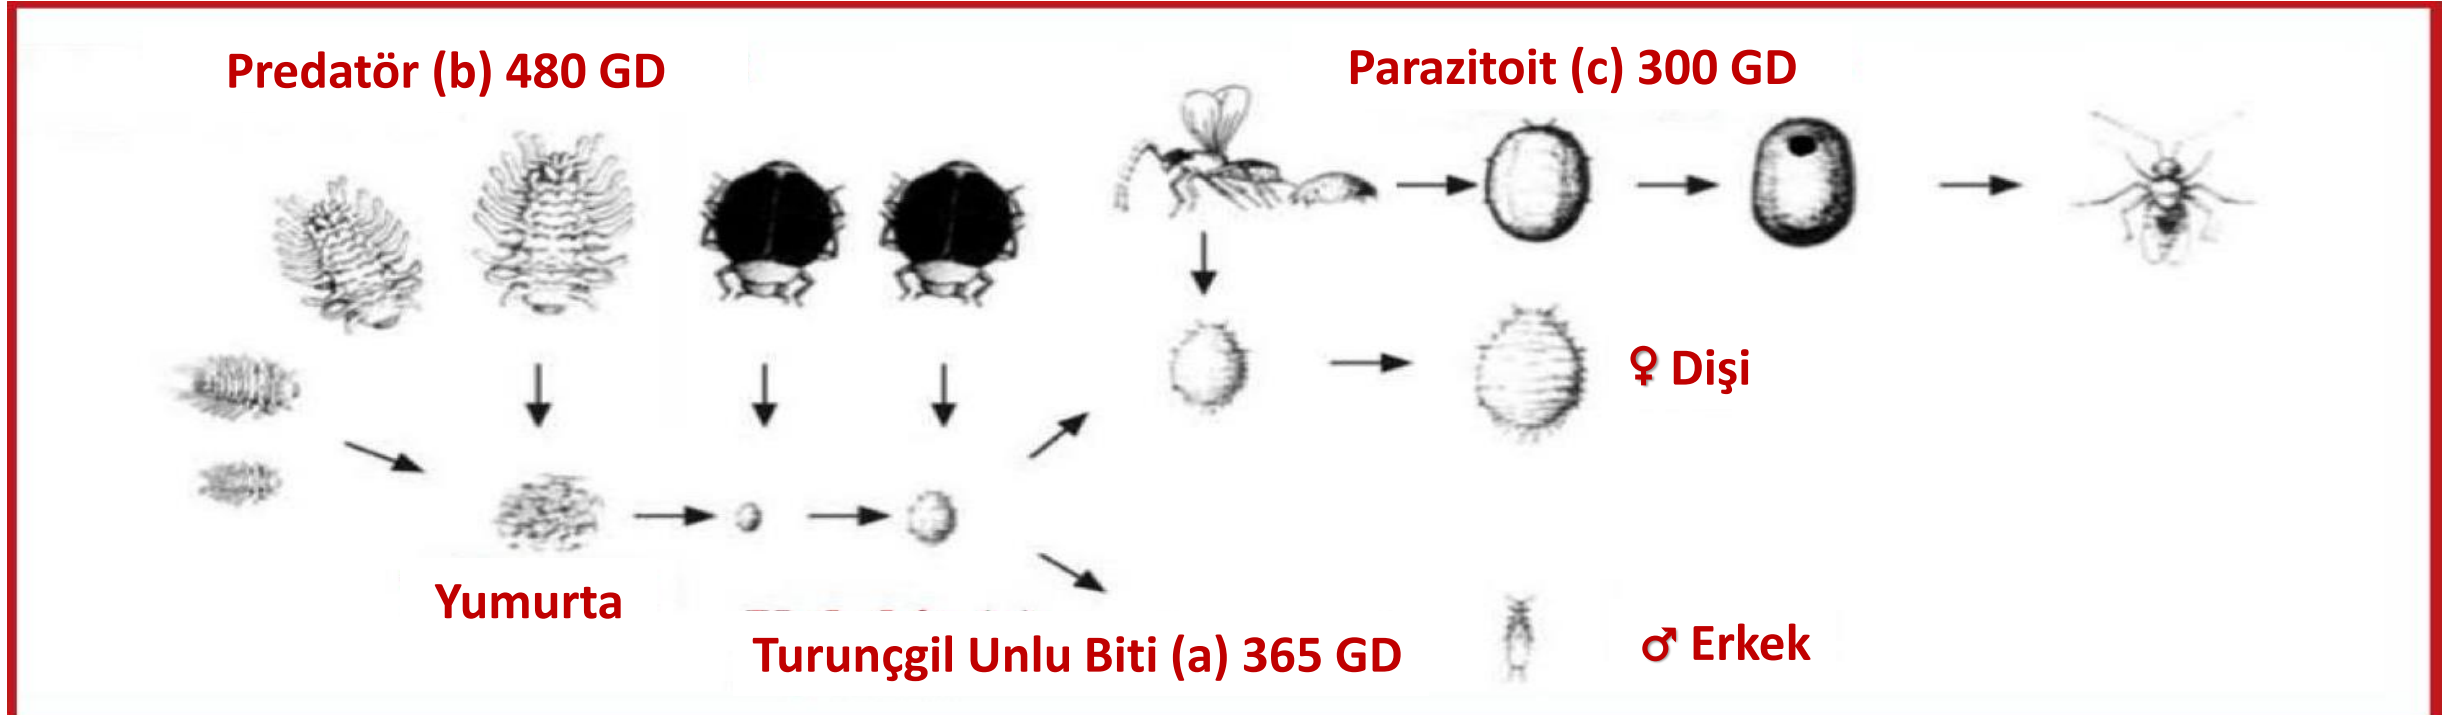 Predatör (b) 480 GD
Parazitoit (c) 300 GD
♀ Dişi
Yumurta
Turunçgil Unlu Biti (a) 365 GD
♂ Erkek